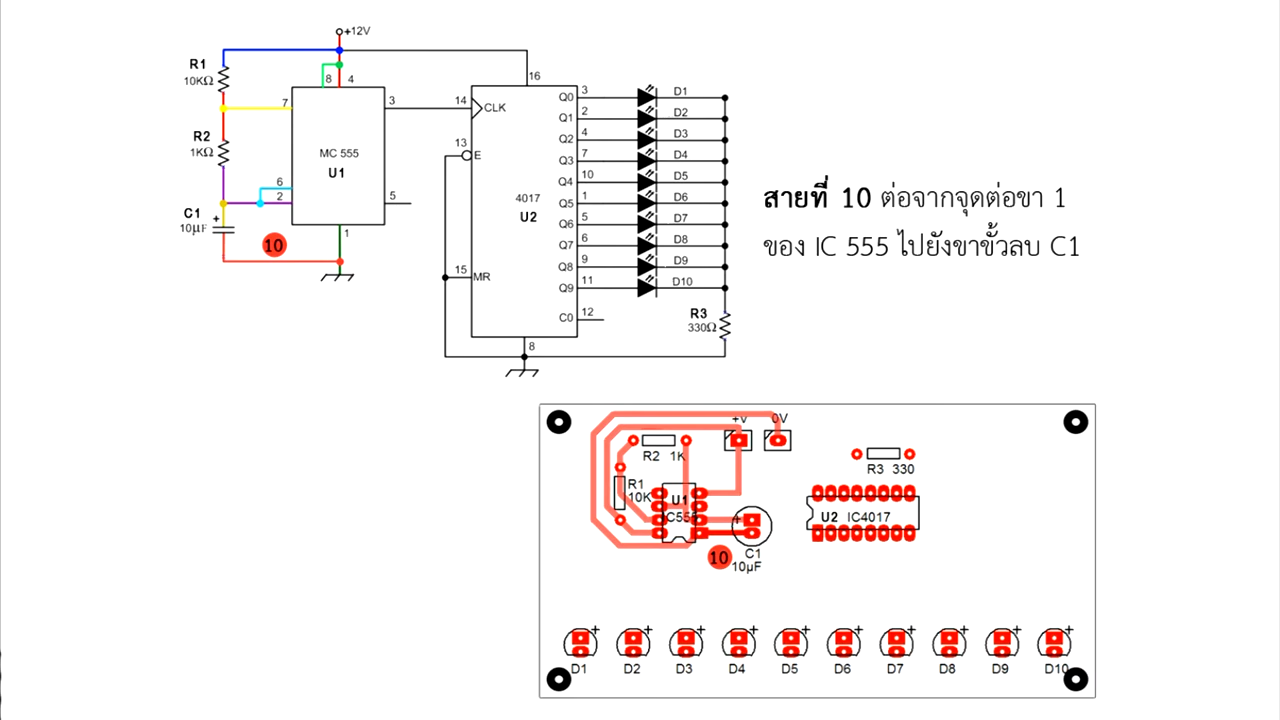 +12V
R1
10KΩ
8 4
7
3
14
CLK
16
R2
1KΩ
MC 555
U1
13
E
6
2
5
C1
+
10µF
10
1
4017
U2
15
MR
Q0 3 D1
Q1 2 D2
Q2 4 D3
Q3 7 D4
Q4 10 D5
Q5 1 D6
Q6 5 D7
Q7 6 D8
Q8 9 D9
Q9 11 D10
C0 12
R3
330Ω
8
สายที่ 10 ต่อจากจุดต่อขา 1
ของ IC 555 ไปยังขาขั้วลบ C1
+V 0V
R2 1K
R3 330
R1
10K
U1
IC555
+
U2 IC4017
10
C1
10µF
+ + + + + + + + + +
D1 D2 D3 D4 D5 D6 D7 D8 D9 D10